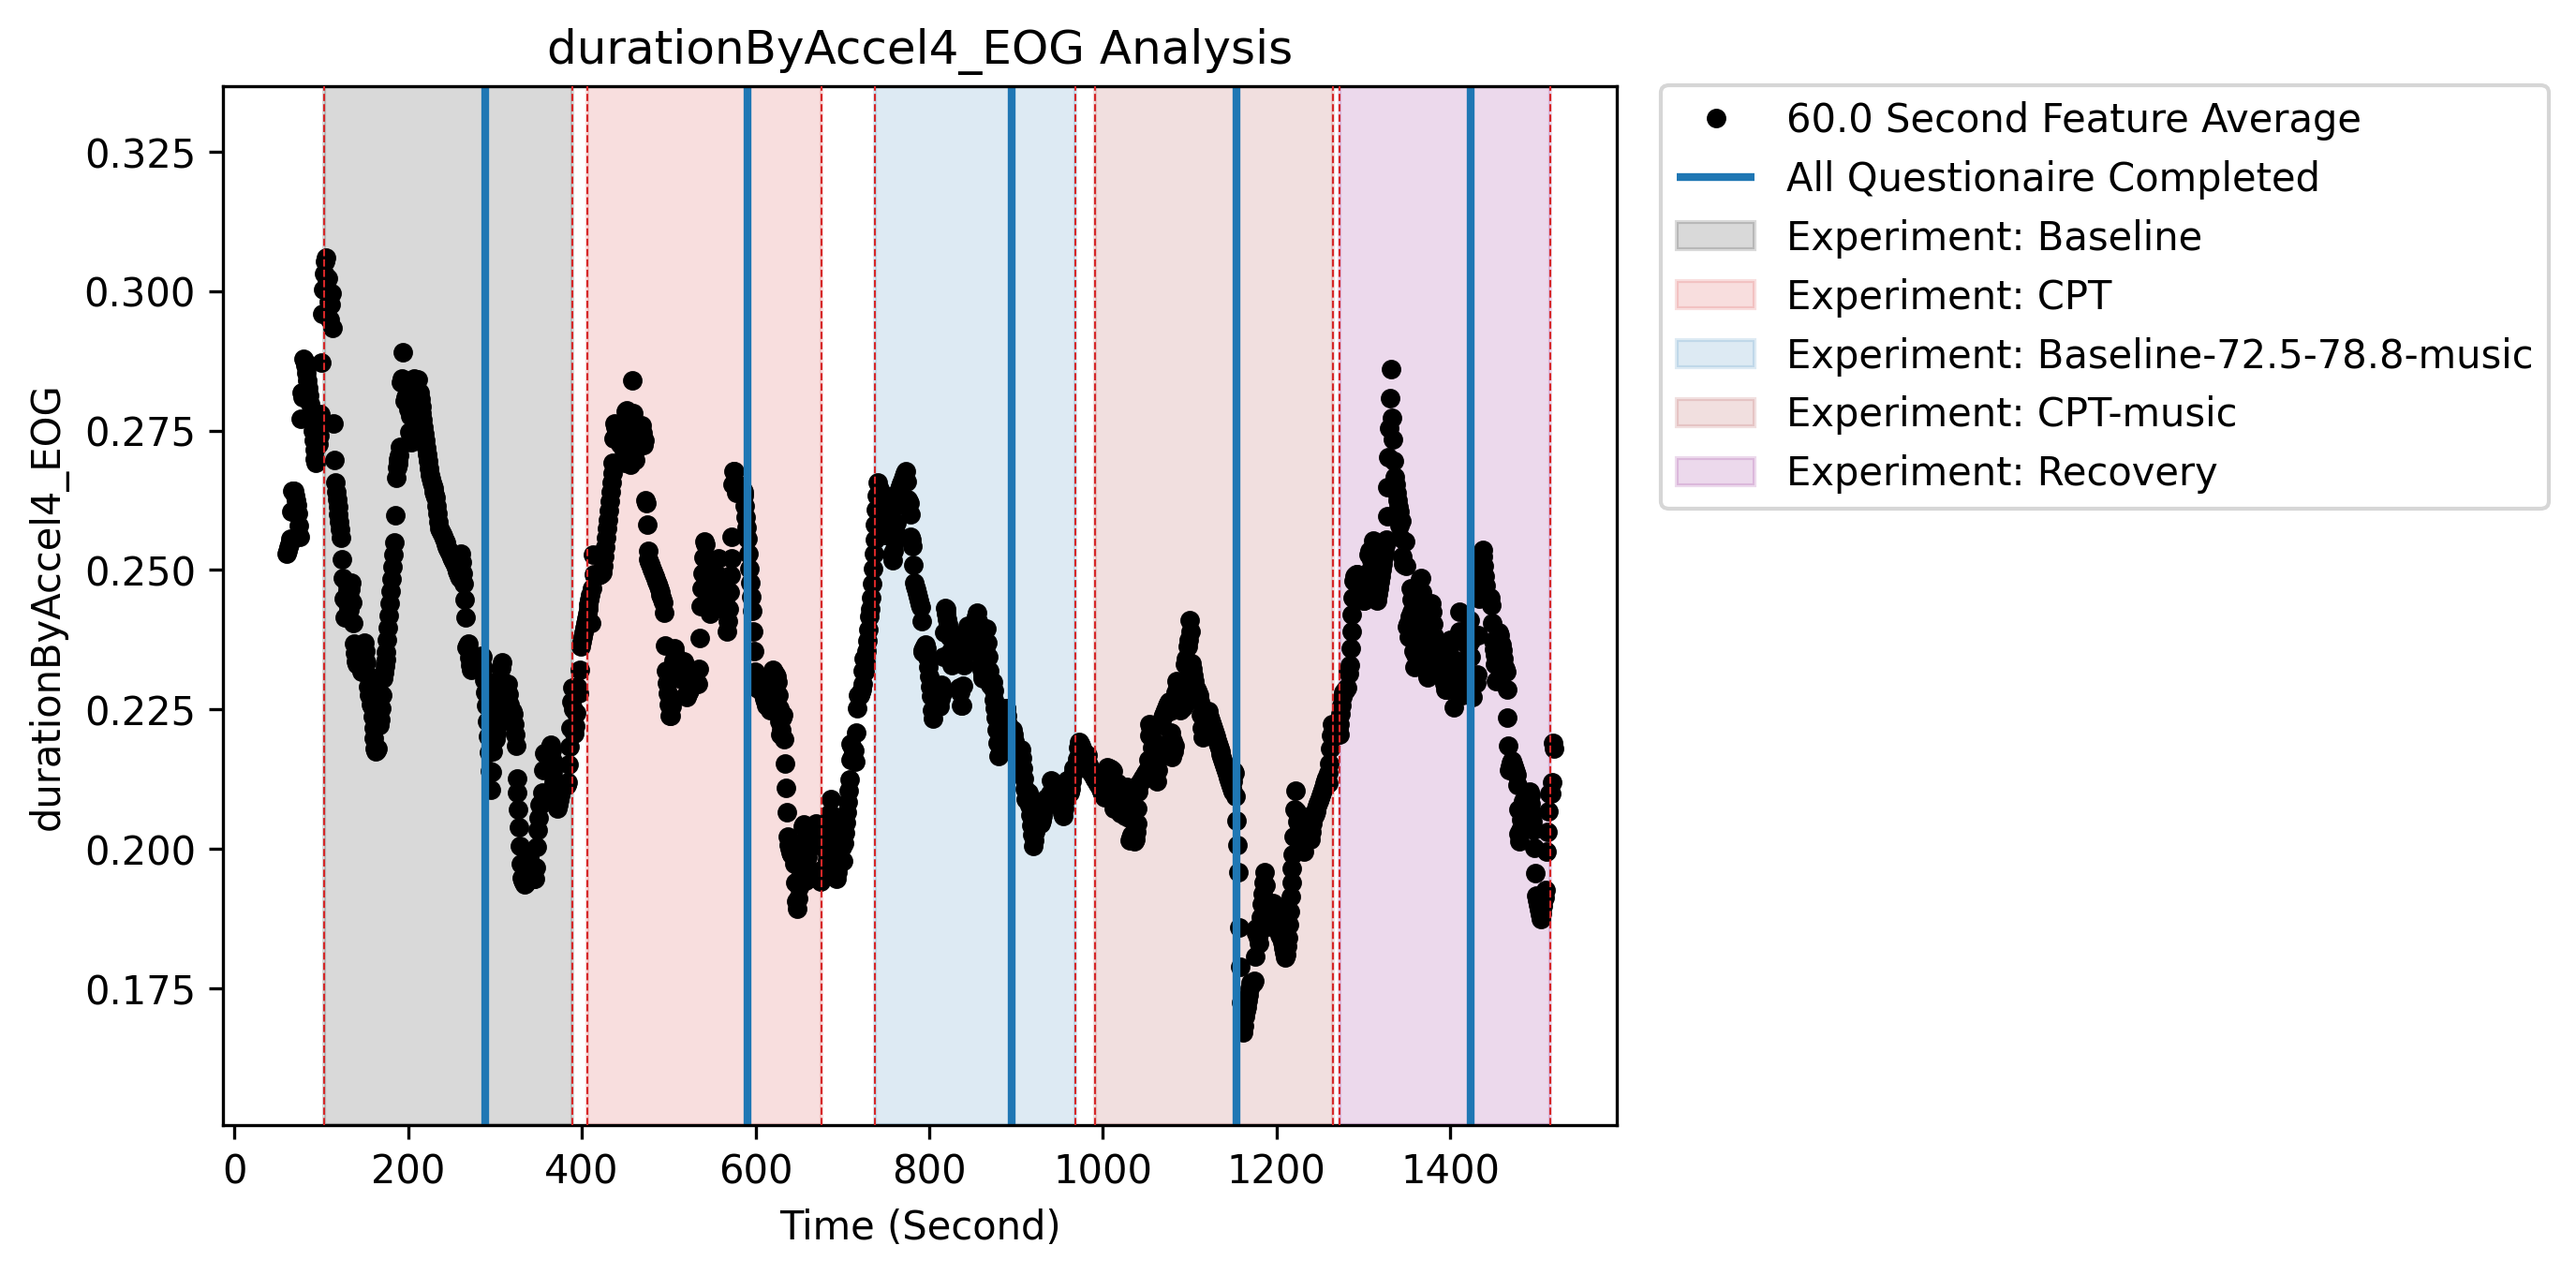 durationByAccel4_EOG Analysis
durationByAccel4_EOG
0.325
0.300
0.275
0.250
0.225
0.200
0.175
0
200
400
600
800
1000
1200
1400
Time (Second)
60.0 Second Feature Average
All Questionaire Completed
Experiment: Baseline
Experiment: CPT
Experiment: Baseline-72.5-78.8-music
Experiment: CPT-music
Experiment: Recovery